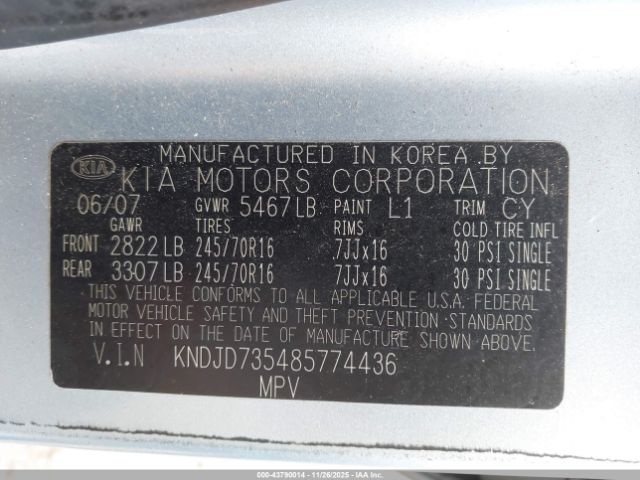 KIA
MANUFACTURED IN KOREA BY
KIA MOTORS CORPORATION
06/07 GVWR 5467LB PAINT L1 TRIM CY
GAWR TIRES RIMS COLD TIRE INFL
FRONT 2822LB 245/70R16 7JJx16 30 PSI SINGLE
REAR 3307LB 245/70R16 7JJx16 30 PSI SINGLE
THIS VEHICLE CONFORMS TO ALL APPLICABLE U.S.A. FEDERAL
MOTOR VEHICLE SAFETY AND THEFT PREVENTION STANDARDS
IN EFFECT ON THE DATE OF MANUFACTURE SHOWN ABOVE.
V.I.N KNDJD735485774436
MPV
000-43790014 - 11/26/2025 - IAA Branch